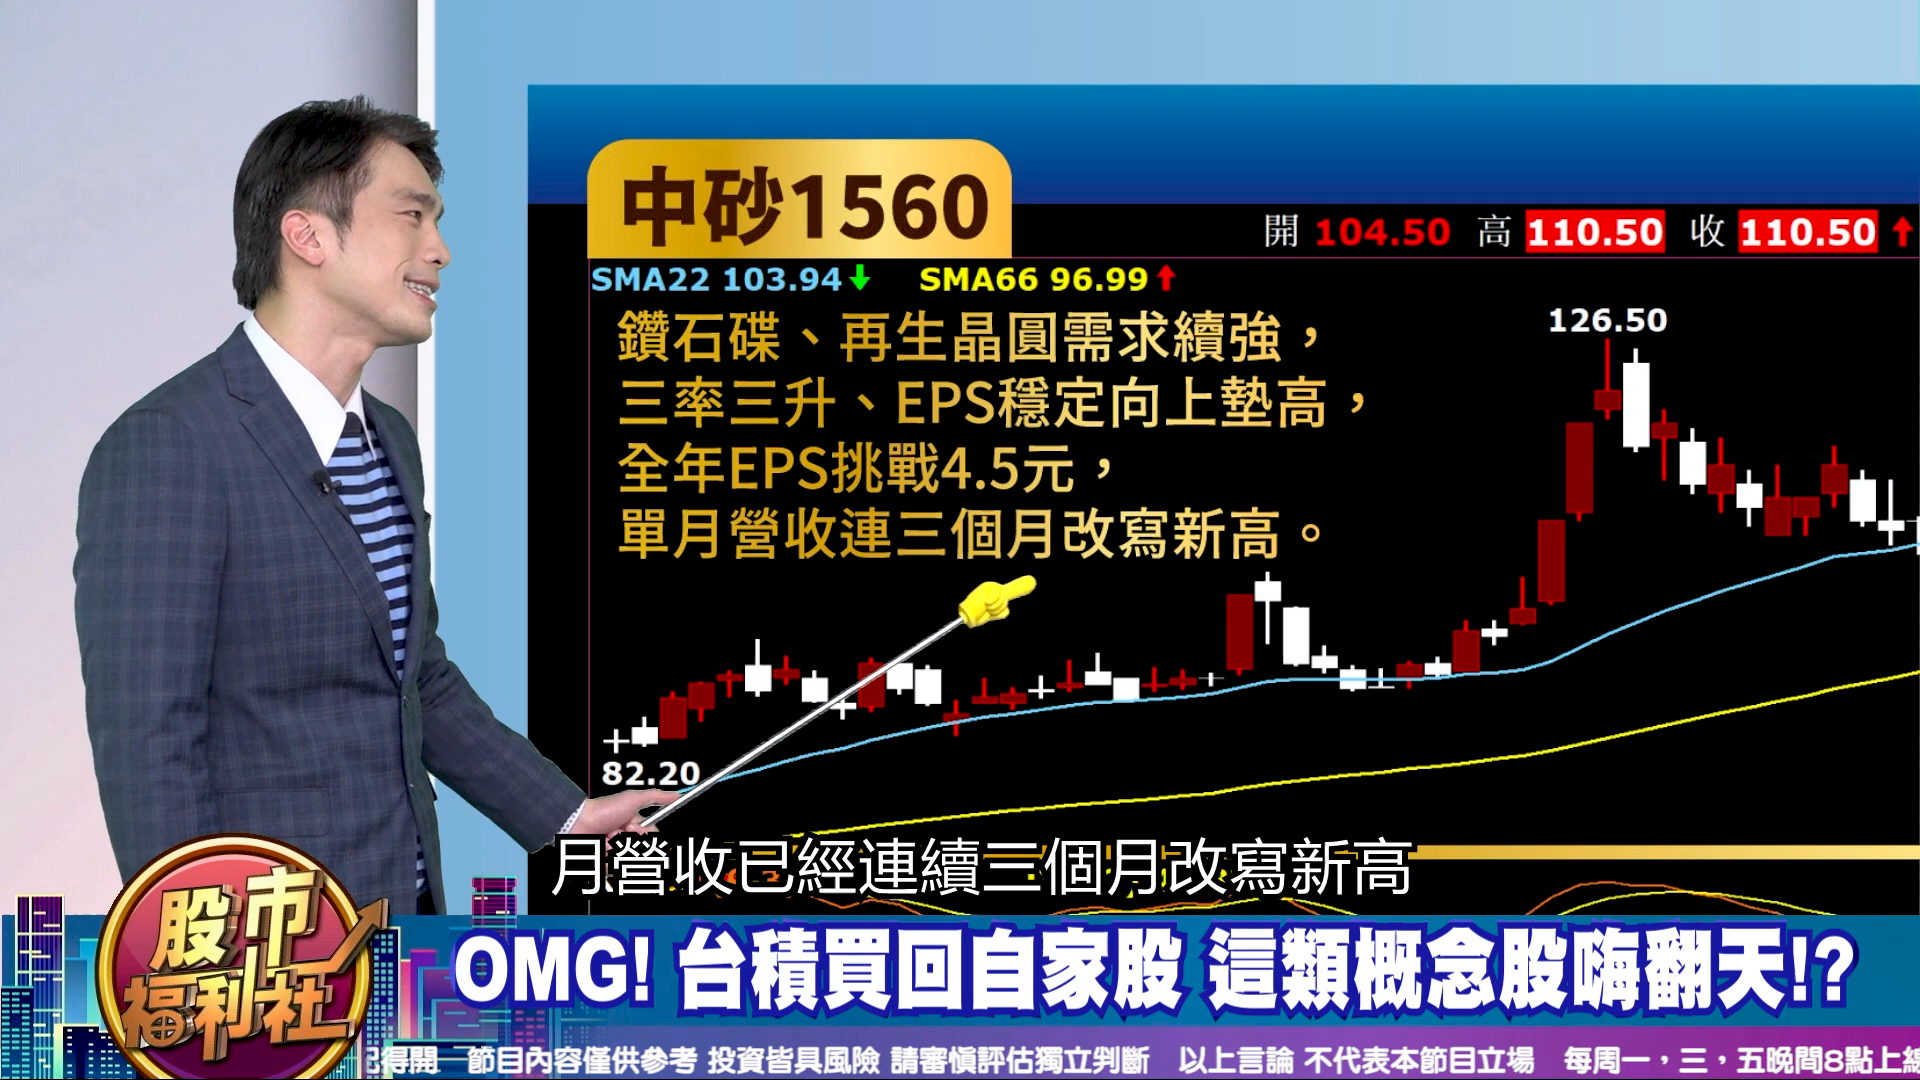 中砂1560
開 104.50 高 110.50 收 110.50
SMA22 103.94 SMA66 96.99
鑽石碟、再生晶圓需求續強，
三率三升、EPS穩定向上墊高，
全年EPS挑戰4.5元，
單月營收連三個月改寫新高。
126.50
82.20
月營收已經連續三個月改寫新高
股市
福利社
OMG! 台積買回自家股 這類概念股嗨翻天!?
得開 節目內容僅供參考 投資皆具風險 請審慎評估獨立判斷 以上言論 不代表本節目立場 每周一，三，五晚間8點上